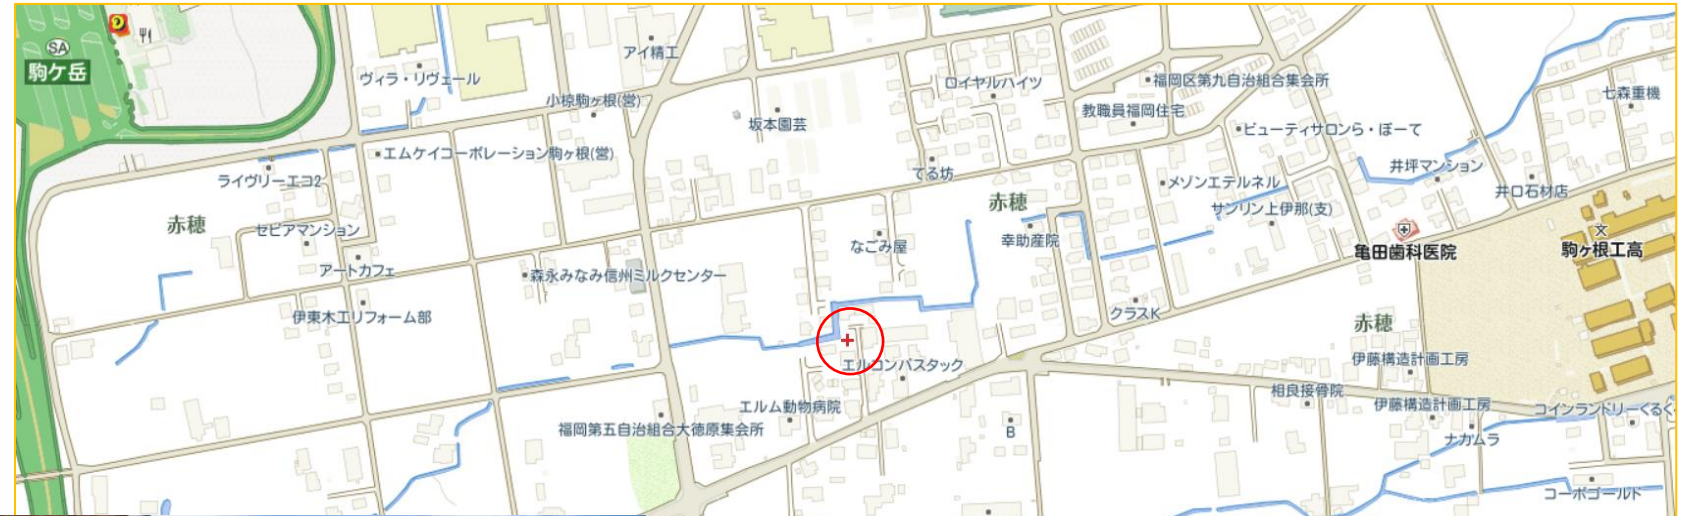 SA
駒ケ岳
アイ精工
ヴィラ・リヴェール
小椋駒ヶ根(営)
ロイヤルハイツ
福岡区第九自治組合集会所
七森重機
教職員福岡住宅
坂本園芸
ビューティサロンら・ぽーて
エムケイコーポレーション駒ヶ根(営)
井坪マンション
ライヴリーエコ2
てる坊
メゾンエテルネル
井口石材店
赤穂
赤穂
サンリン上伊那(支)
セピアマンション
なごみ屋
幸助産院
亀田歯科医院
文
駒ヶ根工高
アートカフェ
森永みなみ信州ミルクセンター
伊東木工リフォーム部
クラスK
赤穂
エルコンパスタック
伊藤構造計画工房
相良接骨院
エルム動物病院
伊藤構造計画工房
コインランドリーくるく
福岡第五自治組合大徳原集会所
B
ナカムラ
コーポゴールド